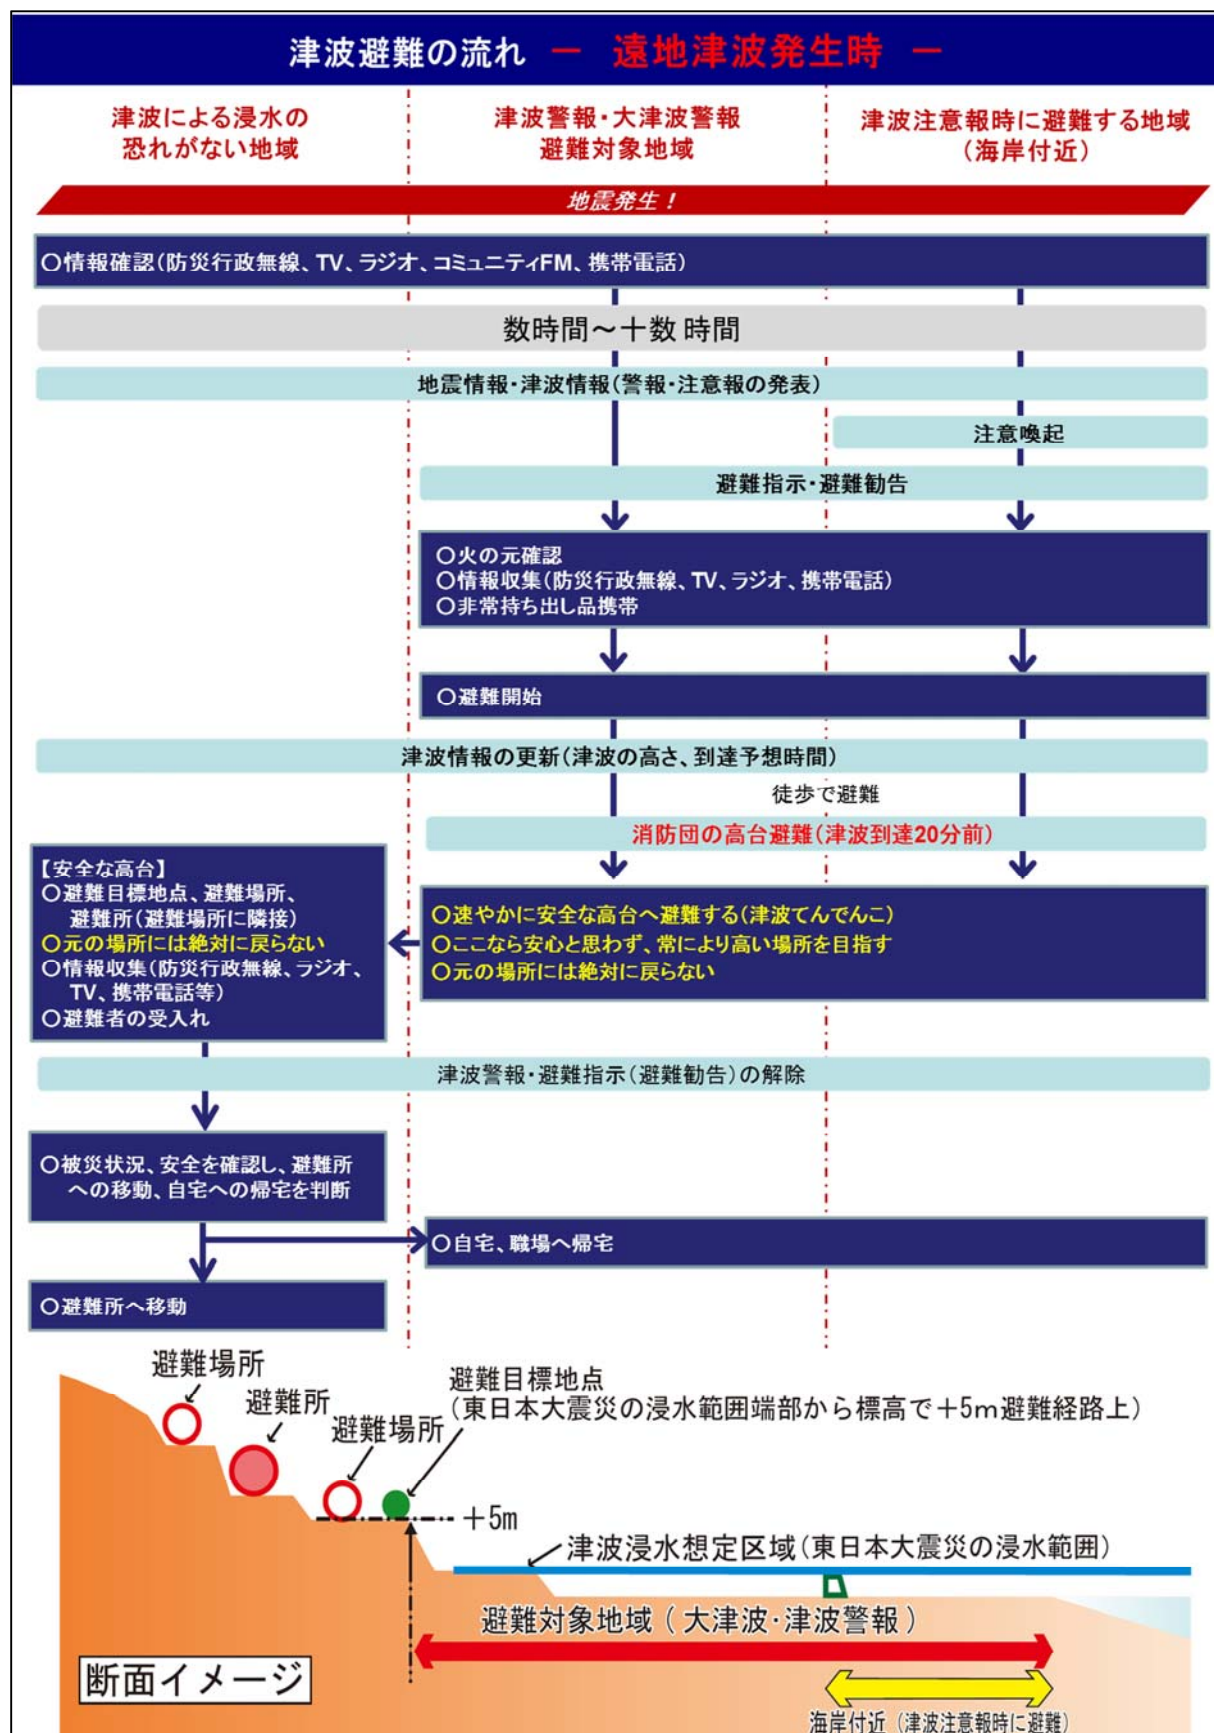 津波避難の流れ － 遠地津波発生時 －
津波による浸水の
恐れがない地域
津波警報・大津波警報
避難対象地域
津波注意報時に避難する地域
(海岸付近)
地震発生！
○情報確認(防災行政無線、TV、ラジオ、コミュニティFM、携帯電話)
数時間～十数時間
地震情報・津波情報(警報・注意報の発表)
注意喚起
避難指示・避難勧告
○火の元確認
○情報収集(防災行政無線、TV、ラジオ、携帯電話)
○非常持ち出し品携帯
○避難開始
津波情報の更新(津波の高さ、到達予想時間)
徒歩で避難
消防団の高台避難(津波到達20分前)
【安全な高台】
○避難目標地点、避難場所、
避難所(避難場所に隣接)
○元の場所には絶対に戻らない
○情報収集(防災行政無線、ラジオ、
TV、携帯電話等)
○避難者の受入れ
○速やかに安全な高台へ避難する(津波てんでんこ)
○ここなら安心と思わず、常により高い場所を目指す
○元の場所には絶対に戻らない
津波警報・避難指示(避難勧告)の解除
○被災状況、安全を確認し、避難所
への移動、自宅への帰宅を判断
○自宅、職場へ帰宅
○避難所へ移動
避難場所
避難所
避難場所
避難目標地点
(東日本大震災の浸水範囲端部から標高で＋5m避難経路上)
＋5m
津波浸水想定区域(東日本大震災の浸水範囲)
避難対象地域(大津波・津波警報)
断面イメージ
海岸付近(津波注意報時に避難)